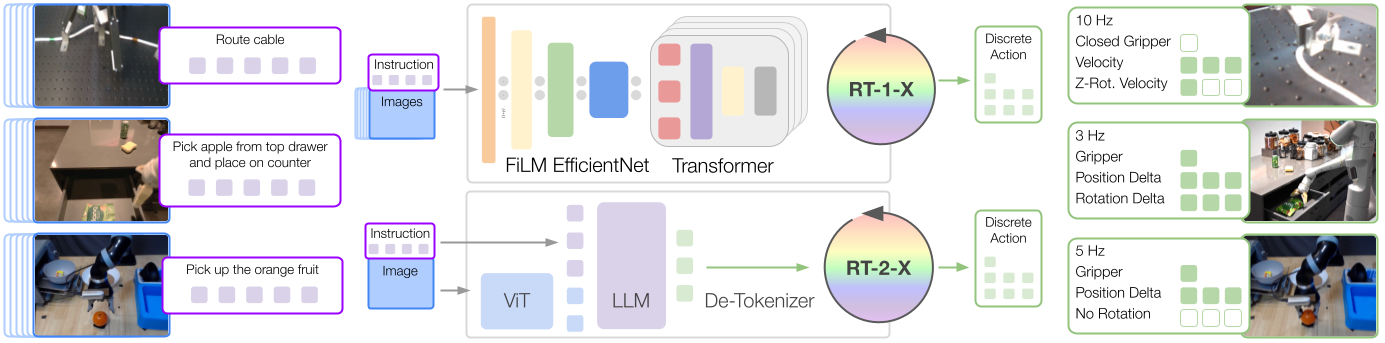 Route cable
Pick apple from top drawer
and place on counter
Pick up the orange fruit
Instruction
Images
FiLM EfficientNet
Transformer
RT-1-X
Discrete
Action
Instruction
Image
ViT
LLM
De-Tokenizer
RT-2-X
Discrete
Action
10 Hz
Closed Gripper
Velocity
Z-Rot. Velocity
3 Hz
Gripper
Position Delta
Rotation Delta
5 Hz
Gripper
Position Delta
No Rotation